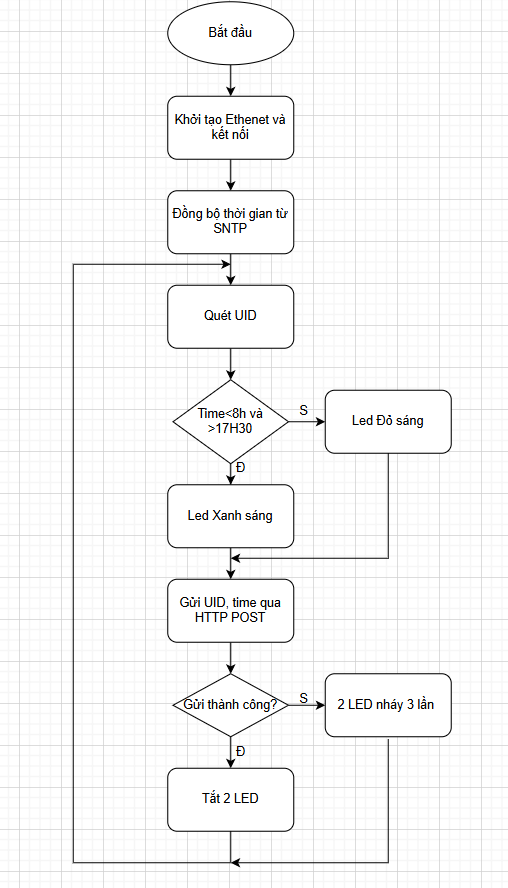 Bắt đầu
Khởi tạo Ethenet và
kết nối
Đồng bộ thời gian từ
SNTP
Quét UID
Time<8h và
>17H30
S
Led Đỏ sáng
Đ
Led Xanh sáng
Gửi UID, time qua
HTTP POST
Gửi thành công?
S
2 LED nháy 3 lần
Đ
Tắt 2 LED